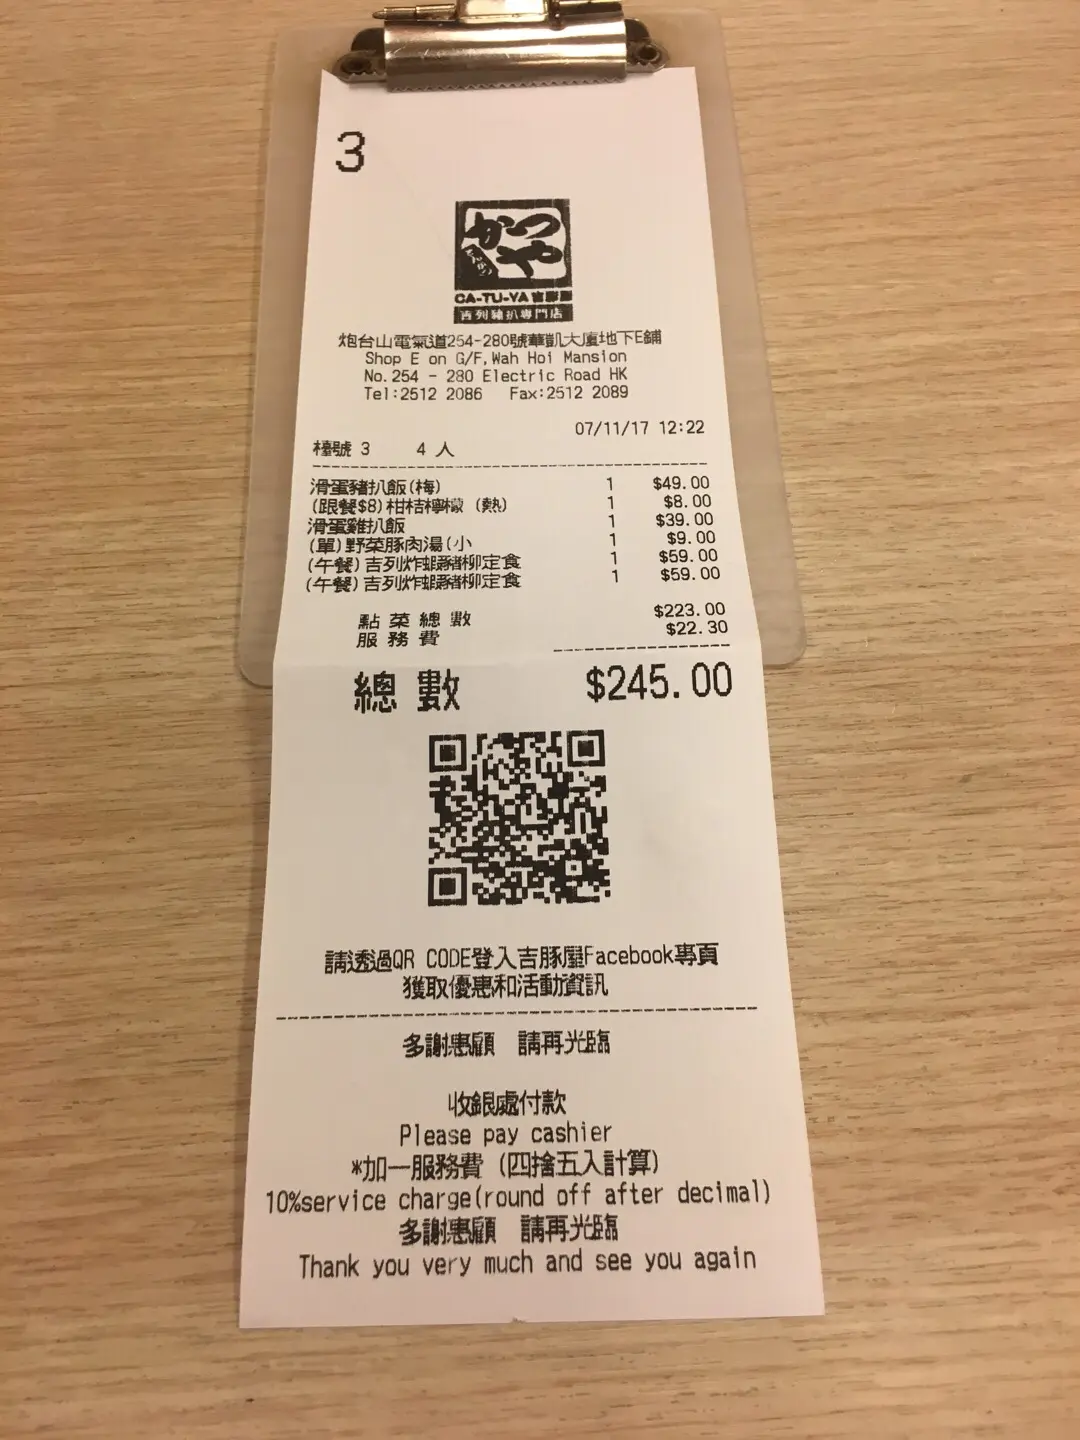 3
かつや
CA-TU-YA 吉豚屋
吉列豬扒專門店
炮台山電氣道254-280號華凱大廈地下E鋪
Shop E on G/F,Wah Hoi Mansion
No.254 - 280 Electric Road HK
Tel:2512 2086 Fax:2512 2089
07/11/17 12:22
檯號 3 4 人
滑蛋豬扒飯(梅) 1 $49.00
(跟餐$8)柑桔檸檬 (熱) 1 $8.00
滑蛋雞扒飯 1 $39.00
(單)野菜豚肉湯(小 1 $9.00
(午餐)吉列炸蝦豬柳定食 1 $59.00
(午餐)吉列炸蝦豬柳定食 1 $59.00
點菜總數 $223.00
服務費 $22.30
總數 $245.00
請透過QR CODE登入吉豚屋Facebook專頁
獲取優惠和活動資訊
多謝惠顧 請再光臨
收銀處付款
Please pay cashier
*加一服務費 (四捨五入計算)
10%service charge(round off after decimal)
多謝惠顧 請再光臨
Thank you very much and see you again